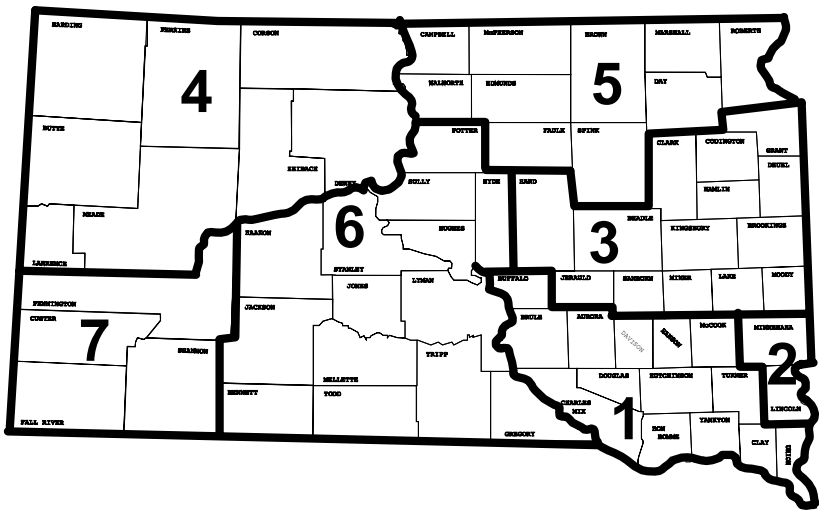 HARDING
PERKINS
CORSON
CAMPBELL
McPHERSON
BROWN
MARSHALL
ROBERTS
4
5
WALWORTH
EDMUNDS
DAY
BUTTE
POTTER
FAULK
SPINK
CLARK
CODINGTON
GRANT
DEUEL
ZEIBACH
DEWEY
SULLY
HYDE
HAND
HAMLIN
MEADE
6
BEADLE
3
KINGSBURY
BROOKINGS
HAAKON
HUGHES
LAWRENCE
STANLEY
BUFFALO
JERAULD
SANBORN
MINER
LAKE
MOODY
JONES
LYMAN
PENNINGTON
JACKSON
CUSTER
7
BRULE
AURORA
DAVISON
HANSON
McCOOK
MINNEHAHA
2
SHANNON
TRIPP
MELLETTE
DOUGLAS
HUTCHINSON
TURNER
BENNETT
TODD
CHARLES
MIX
1
LINCOLN
FALL RIVER
GREGORY
BON
HOMME
YANKTON
CLAY
UNION